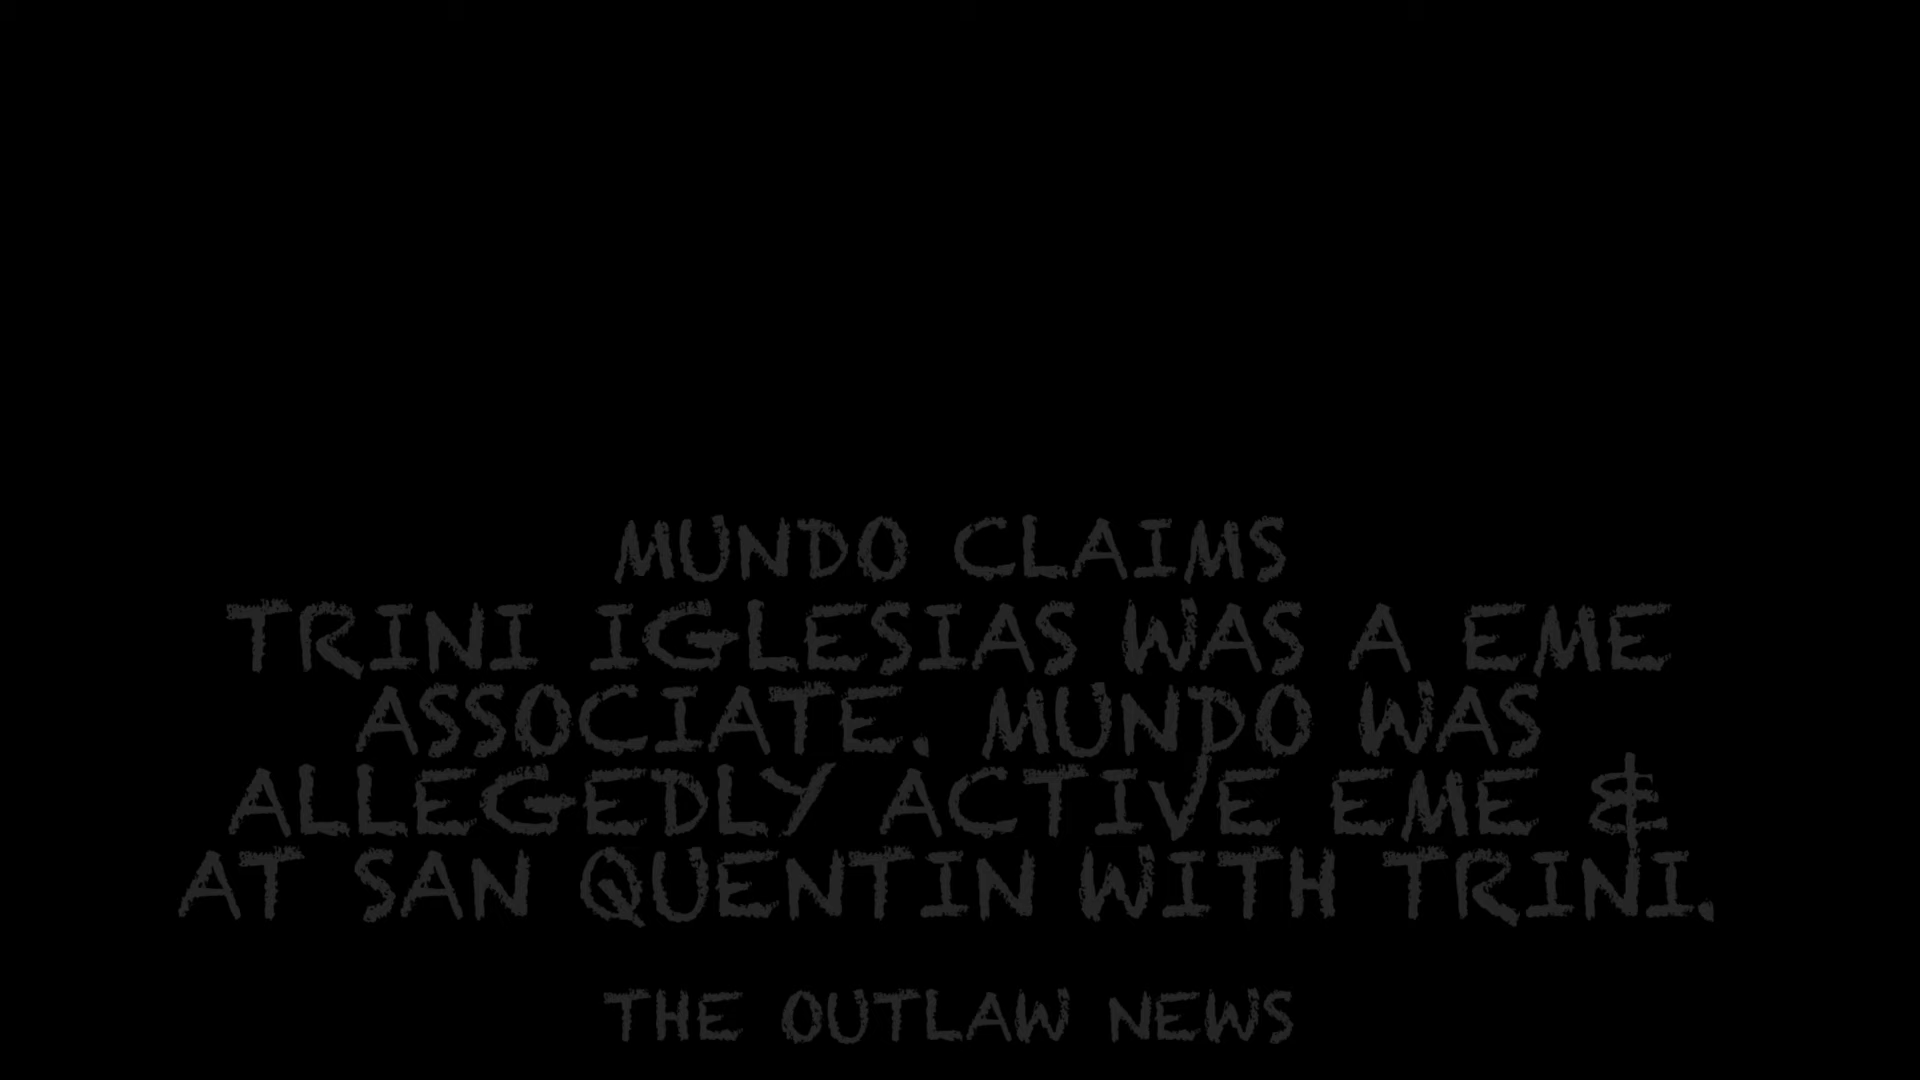 MUNDO CLAIMS
TRINI IGLESIAS WAS A EME
ASSOCIATE. MUNDO WAS
ALLEGEDLY ACTIVE EME &
AT SAN QUENTIN WITH TRINI.
THE OUTLAW NEWS